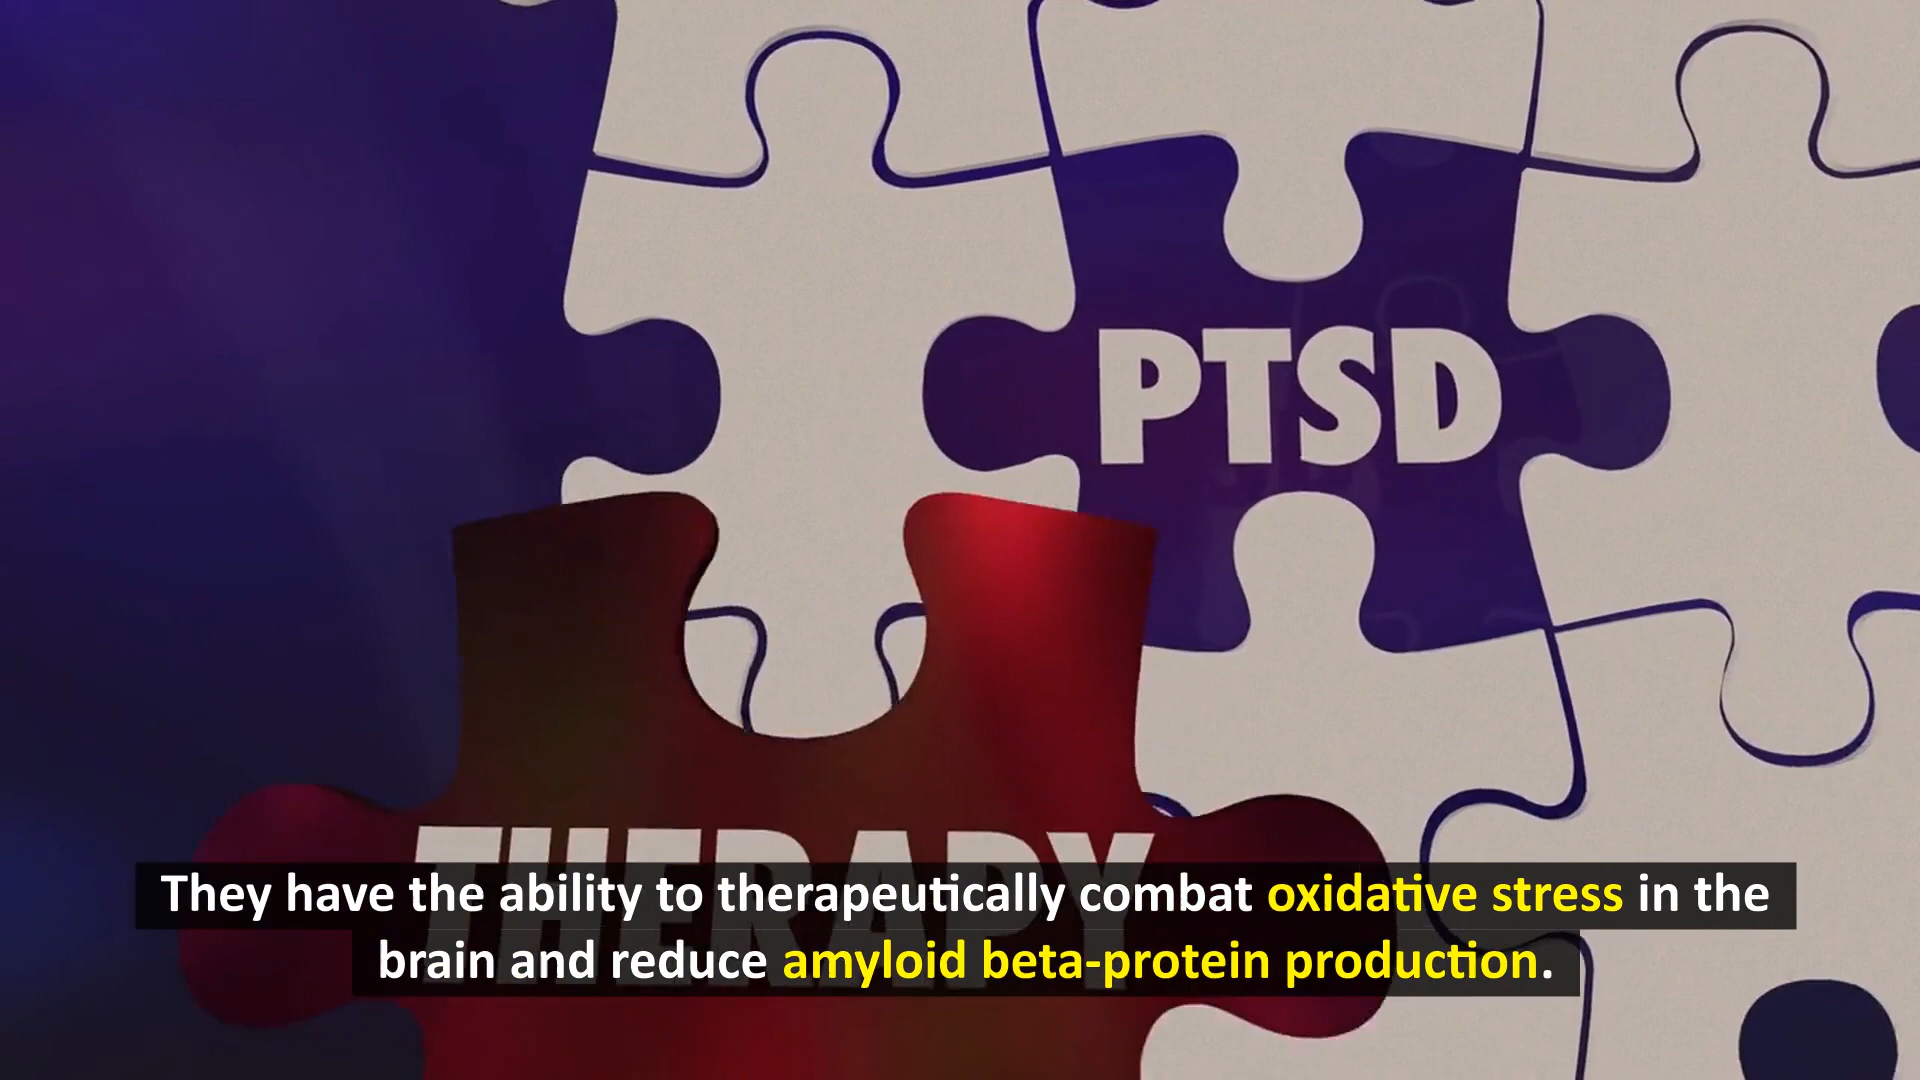 PTSD
THERAPY
They have the ability to therapeutically combat oxidative stress in the
brain and reduce amyloid beta-protein production.